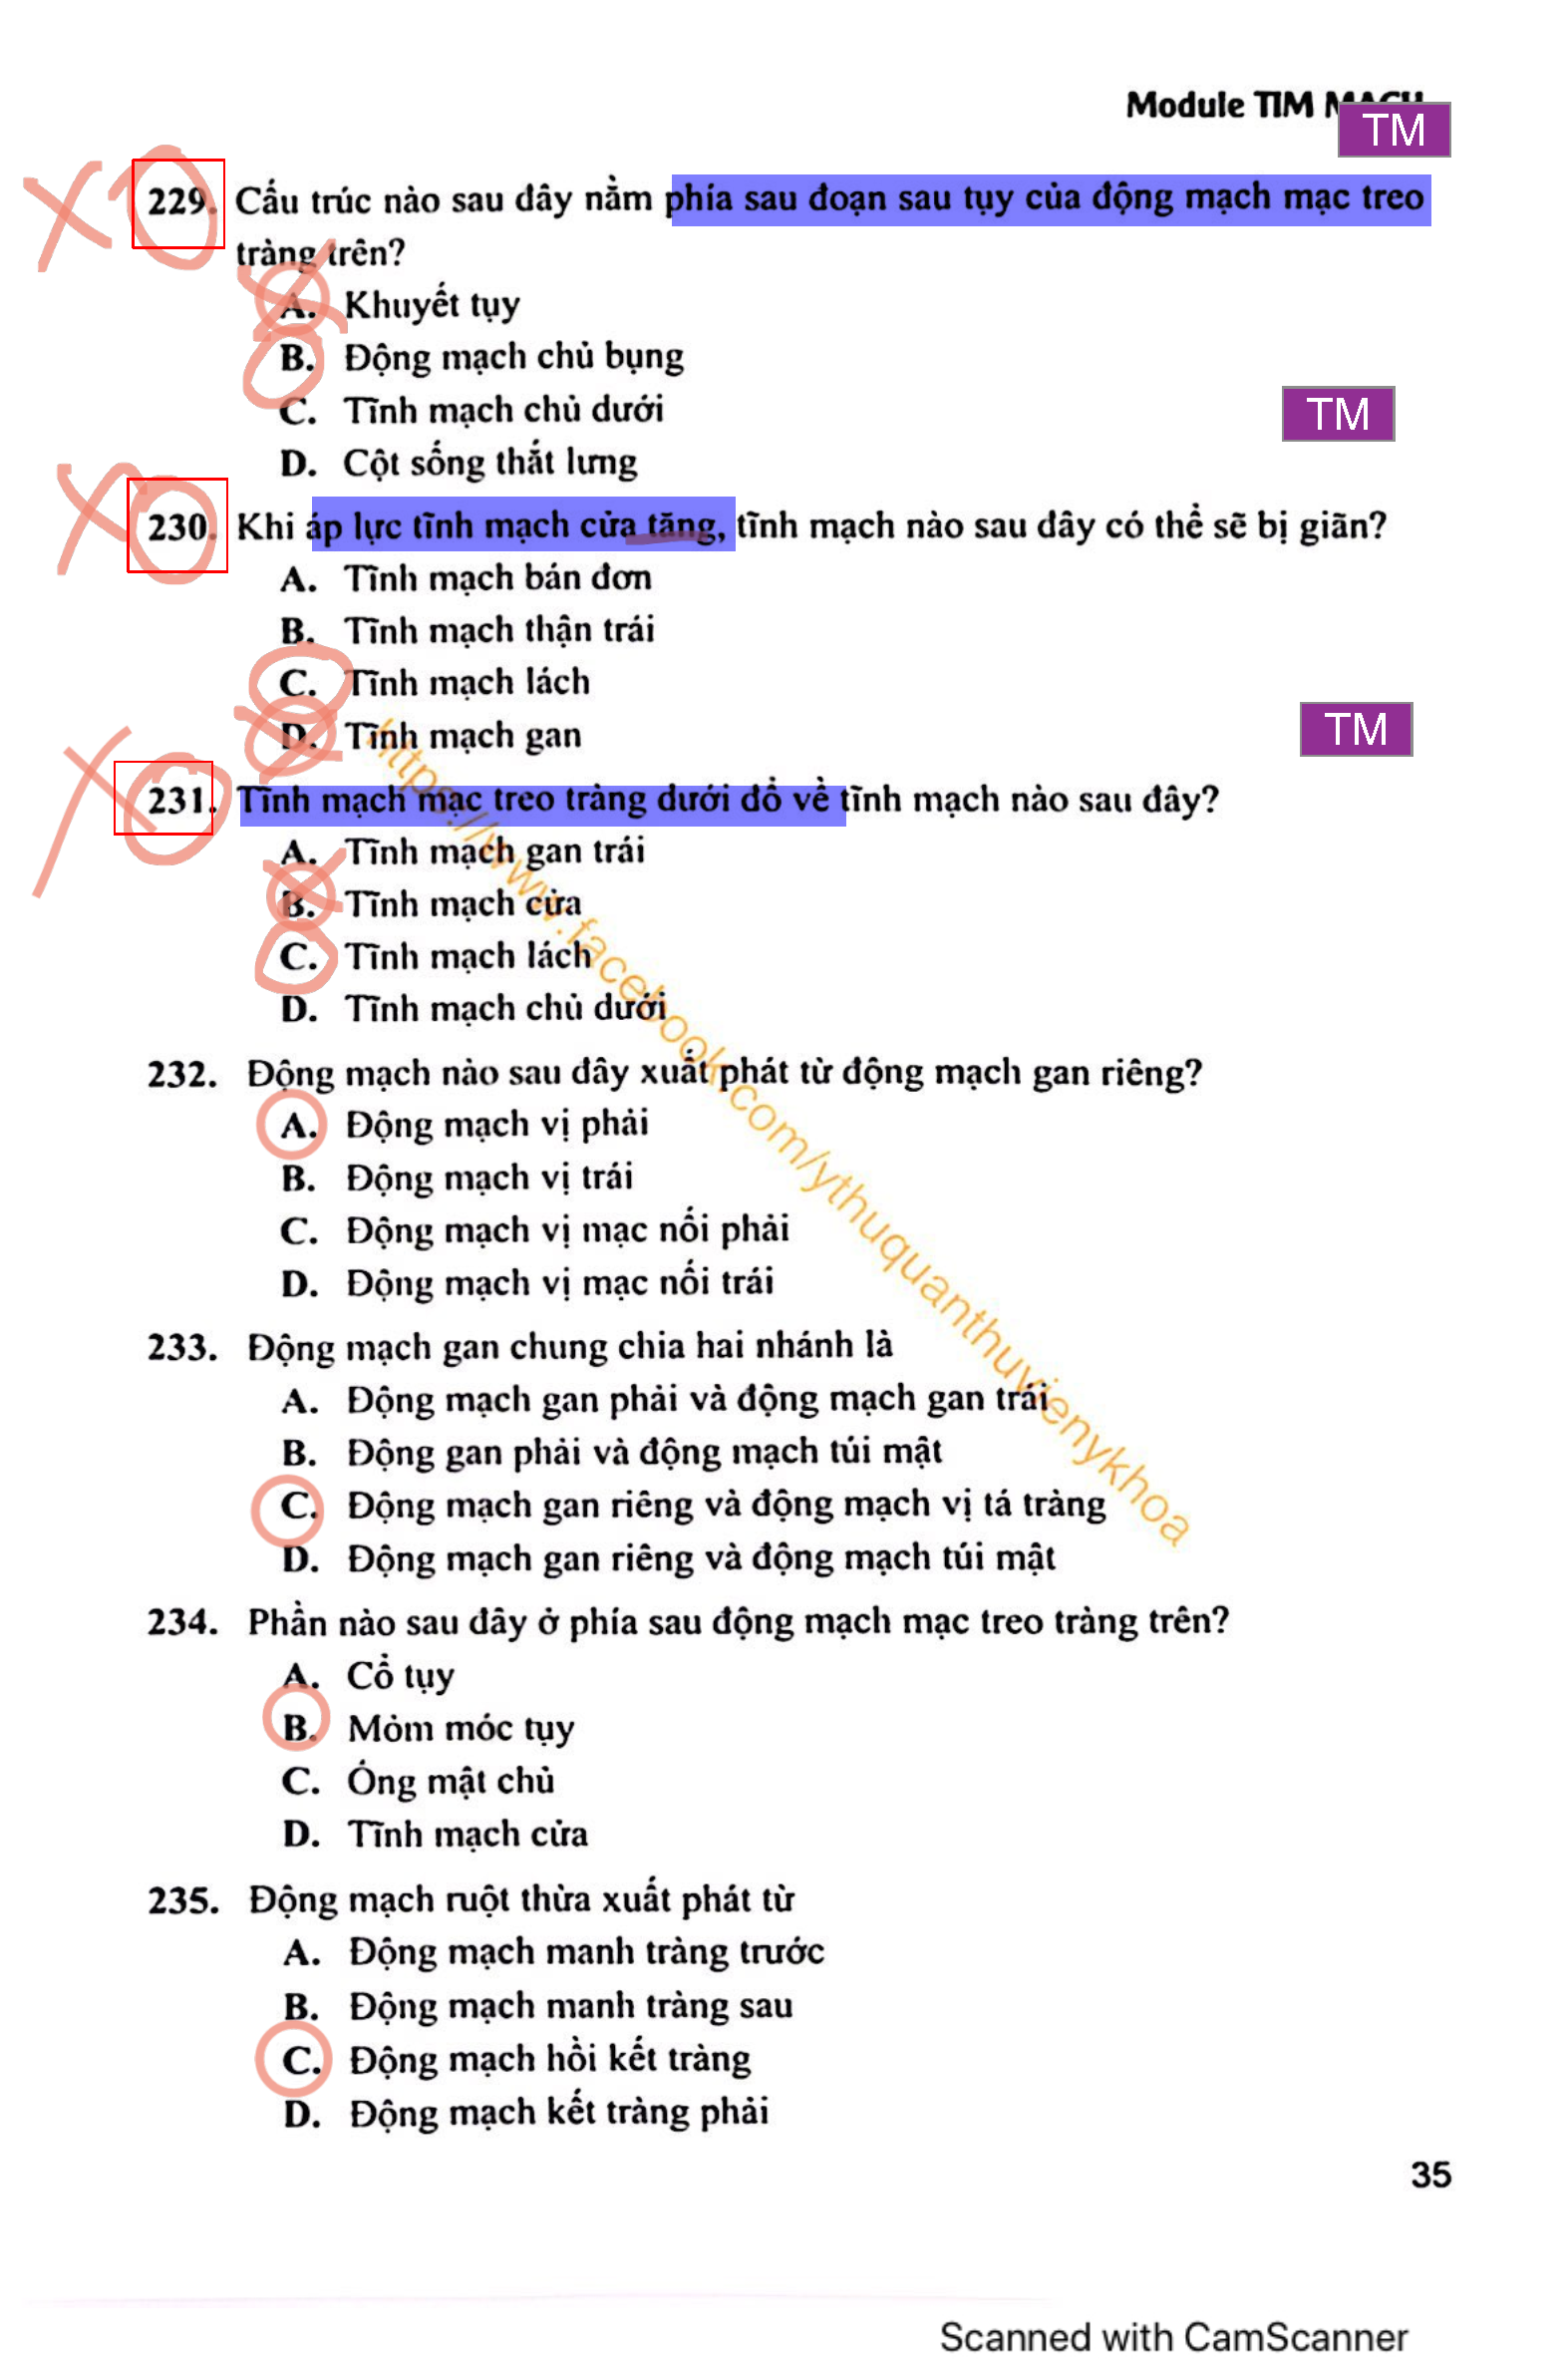 Module TIM MẠCH
TM
229. Cấu trúc nào sau đây nằm phía sau đoạn sau tụy của động mạch mạc treo
tràng trên?
A. Khuyết tụy
B. Động mạch chủ bụng
C. Tĩnh mạch chủ dưới
TM
D. Cột sống thắt lưng
230. Khi áp lực tĩnh mạch cửa tăng, tĩnh mạch nào sau đây có thể sẽ bị giãn?
A. Tĩnh mạch bán đơn
B. Tĩnh mạch thận trái
C. Tĩnh mạch lách
D. Tĩnh mạch gan
TM
231. Tĩnh mạch mạc treo tràng dưới đổ về tĩnh mạch nào sau đây?
A. Tĩnh mạch gan trái
B. Tĩnh mạch cửa
C. Tĩnh mạch lách
D. Tĩnh mạch chủ dưới
https://www.facebook.com/ythuquanthuvienykhoa
232. Động mạch nào sau đây xuất phát từ động mạch gan riêng?
A. Động mạch vị phải
B. Động mạch vị trái
C. Động mạch vị mạc nối phải
D. Động mạch vị mạc nối trái
233. Động mạch gan chung chia hai nhánh là
A. Động mạch gan phải và động mạch gan trái
B. Động gan phải và động mạch túi mật
C. Động mạch gan riêng và động mạch vị tá tràng
D. Động mạch gan riêng và động mạch túi mật
234. Phần nào sau đây ở phía sau động mạch mạc treo tràng trên?
A. Cổ tụy
B. Mỏm móc tụy
C. Ống mật chủ
D. Tĩnh mạch cửa
235. Động mạch ruột thừa xuất phát từ
A. Động mạch manh tràng trước
B. Động mạch manh tràng sau
C. Động mạch hồi kết tràng
D. Động mạch kết tràng phải
35
Scanned with CamScanner